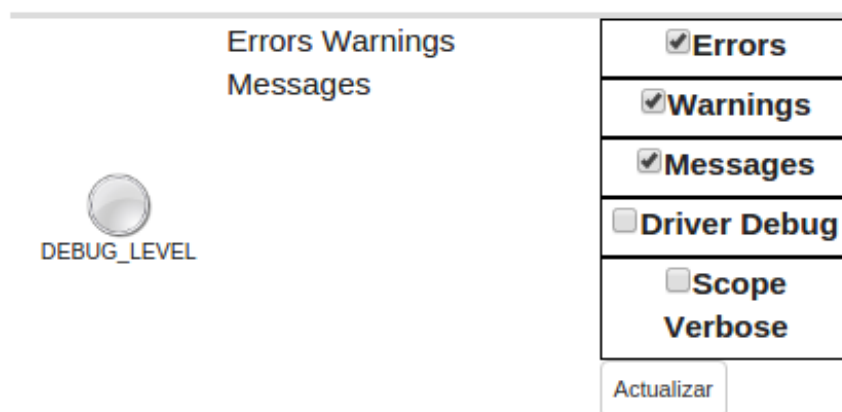 Errors Warnings
Messages
DEBUG_LEVEL
Errors
Warnings
Messages
Driver Debug
Scope
Verbose
Actualizar